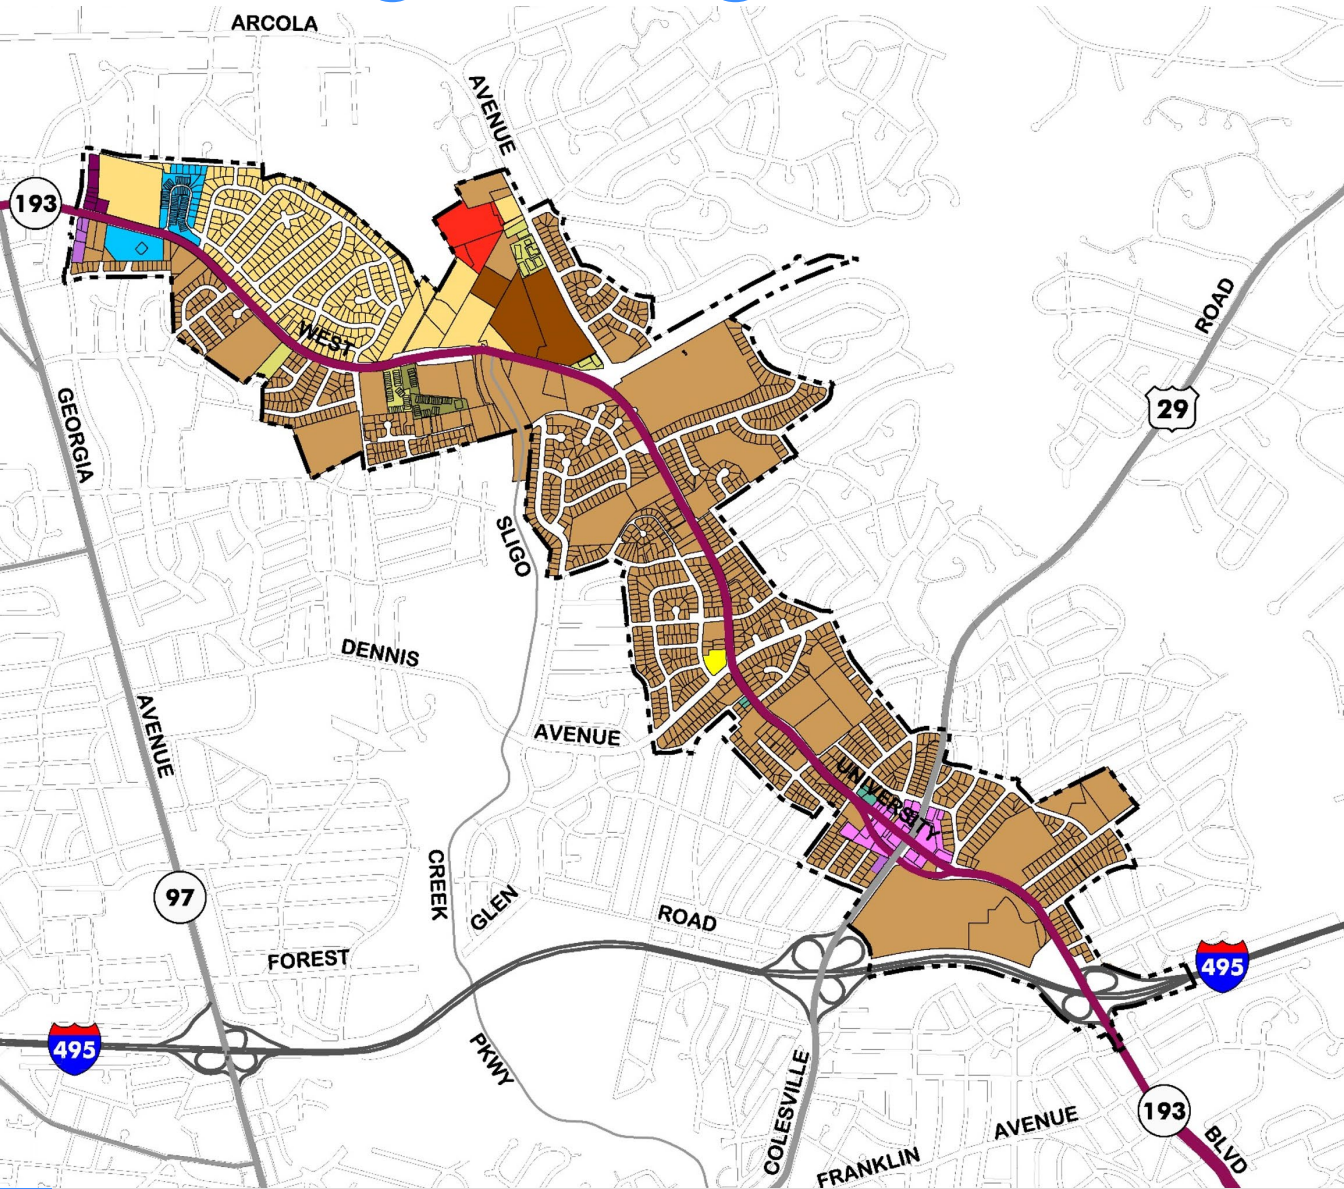 ARCOLA
AVENUE
193
WEST
ROAD
29
GEORGIA
SLIGO
DENNIS
AVENUE
AVENUE
UNIVERSITY
CREEK
97
GLEN
ROAD
FOREST
495
495
PKWY
COLESVILLE
193
AVENUE
BLVD
FRANKLIN